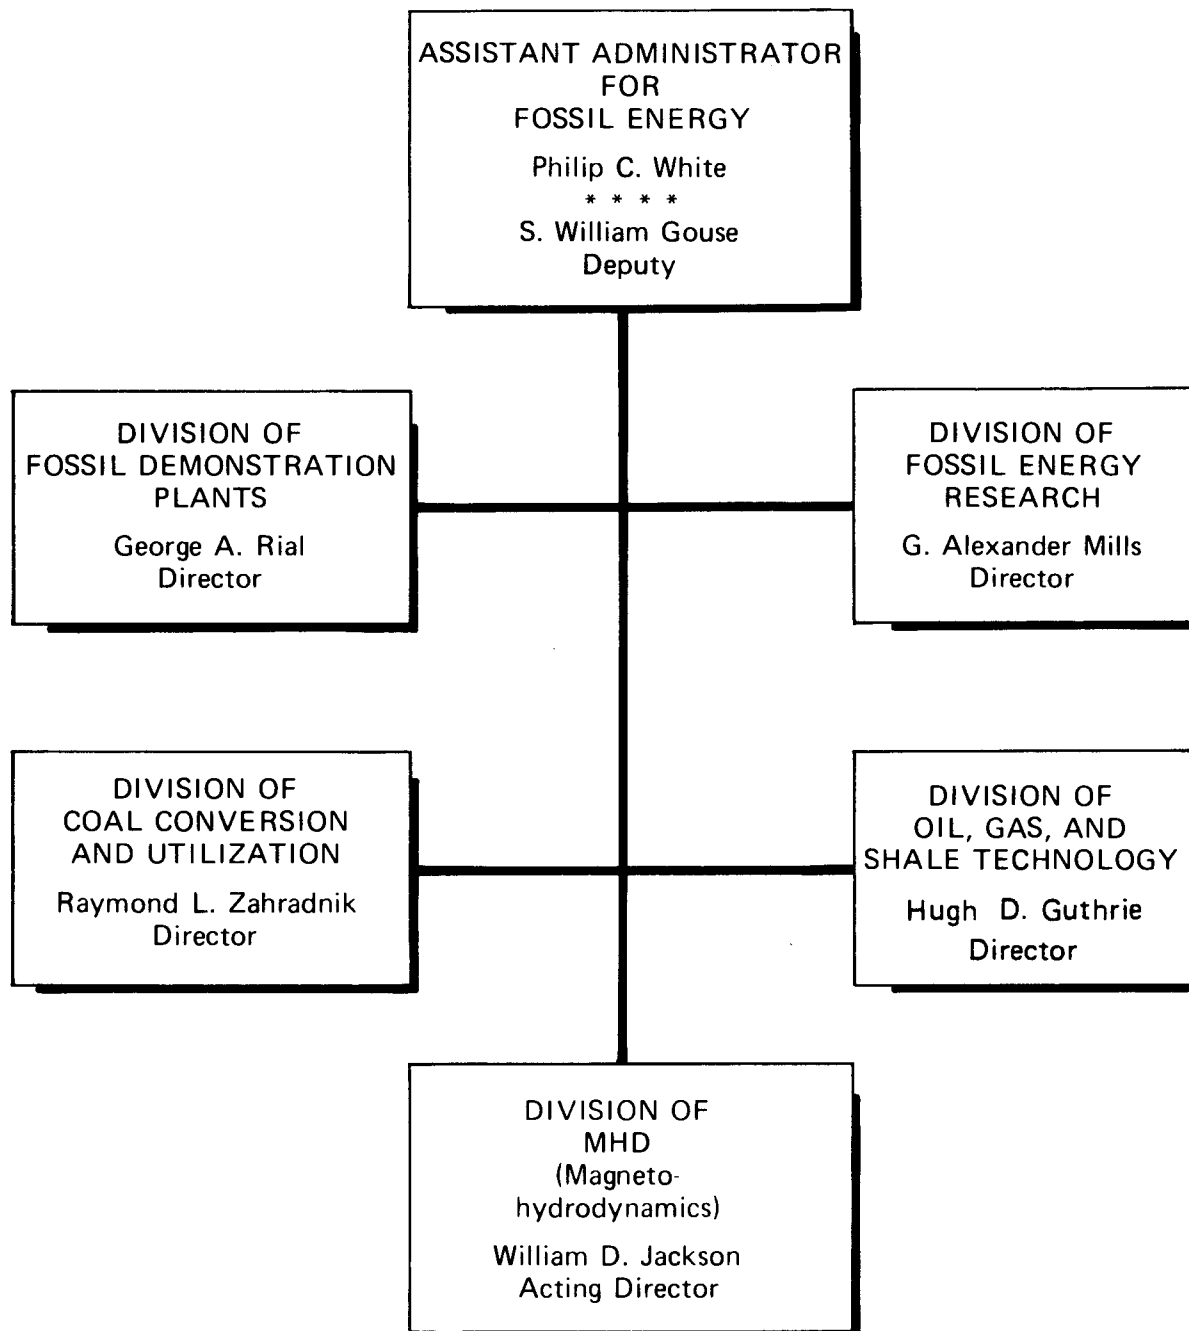 ASSISTANT ADMINISTRATOR
FOR
FOSSIL ENERGY
Philip C. White
* * * *
S. William Gouse
Deputy
DIVISION OF
FOSSIL DEMONSTRATION
PLANTS
George A. Rial
Director
DIVISION OF
FOSSIL ENERGY
RESEARCH
G. Alexander Mills
Director
DIVISION OF
COAL CONVERSION
AND UTILIZATION
Raymond L. Zahradnik
Director
DIVISION OF
OIL, GAS, AND
SHALE TECHNOLOGY
Hugh D. Guthrie
Director
DIVISION OF
MHD
(Magneto-
hydrodynamics)
William D. Jackson
Acting Director